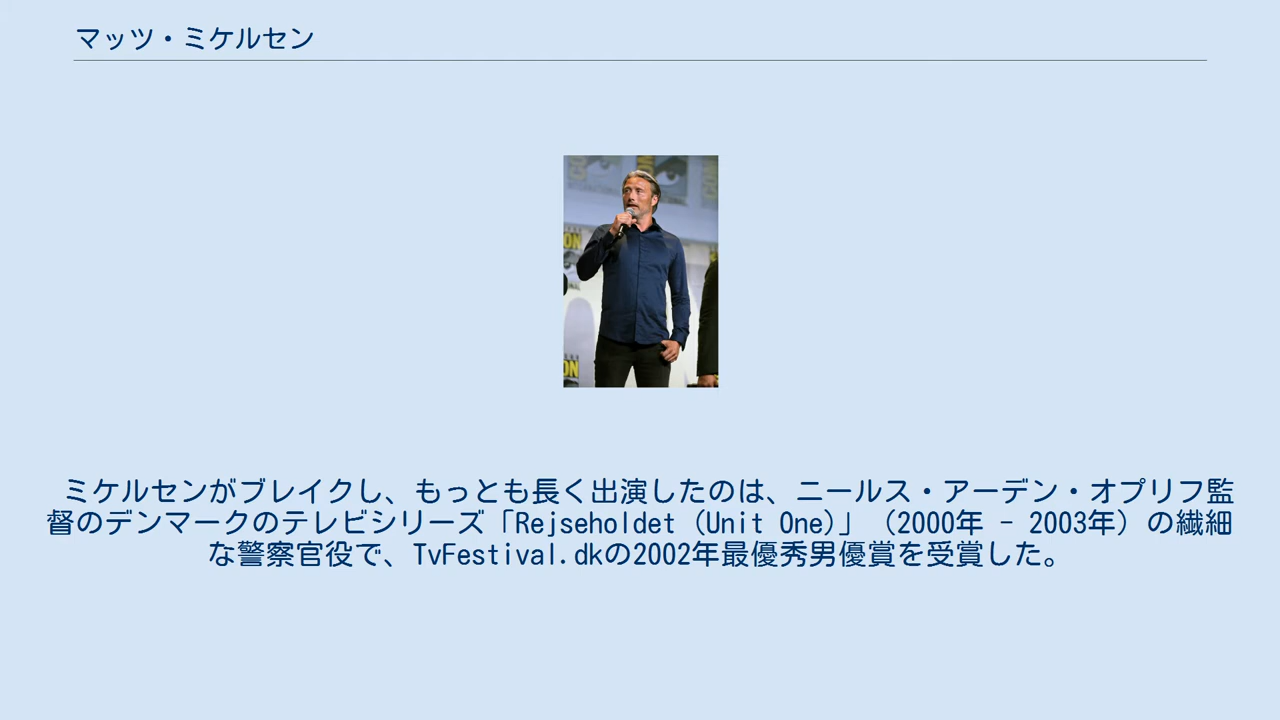 マッツ・ミケルセン
ミケルセンがブレイクし、もっとも長く出演したのは、ニールス・アーデン・オプリフ監
督のデンマークのテレビシリーズ「Rejseholdet (Unit One)」（2000年 - 2003年）の繊細
な警察官役で、TvFestival.dkの2002年最優秀男優賞を受賞した。